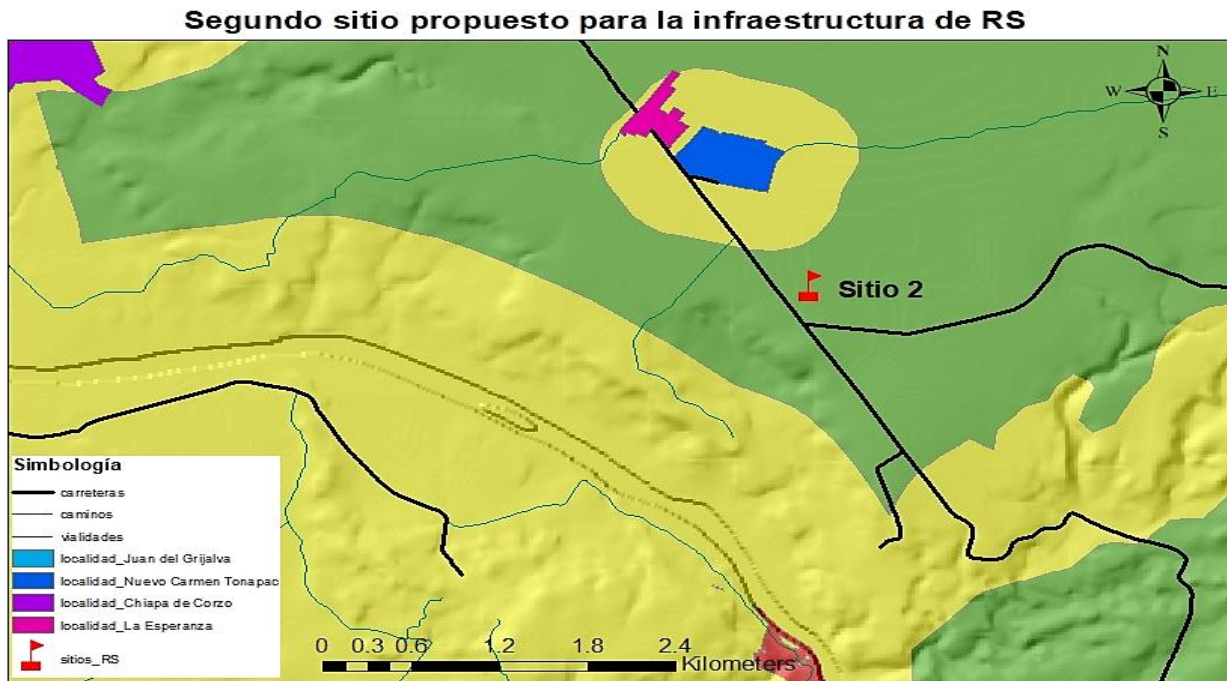 Segundo sitio propuesto para la infraestructura de RS
N
W E
S
Sitio 2
Simbología
carreteras
caminos
vialidades
localidad_Juan del Grijalva
localidad_Nuevo Carmen Tonapac
localidad_Chiapa de Corzo
localidad_La Esperanza
sitios_RS
0 0.3 0.6 1.2 1.8 2.4
Kilometers